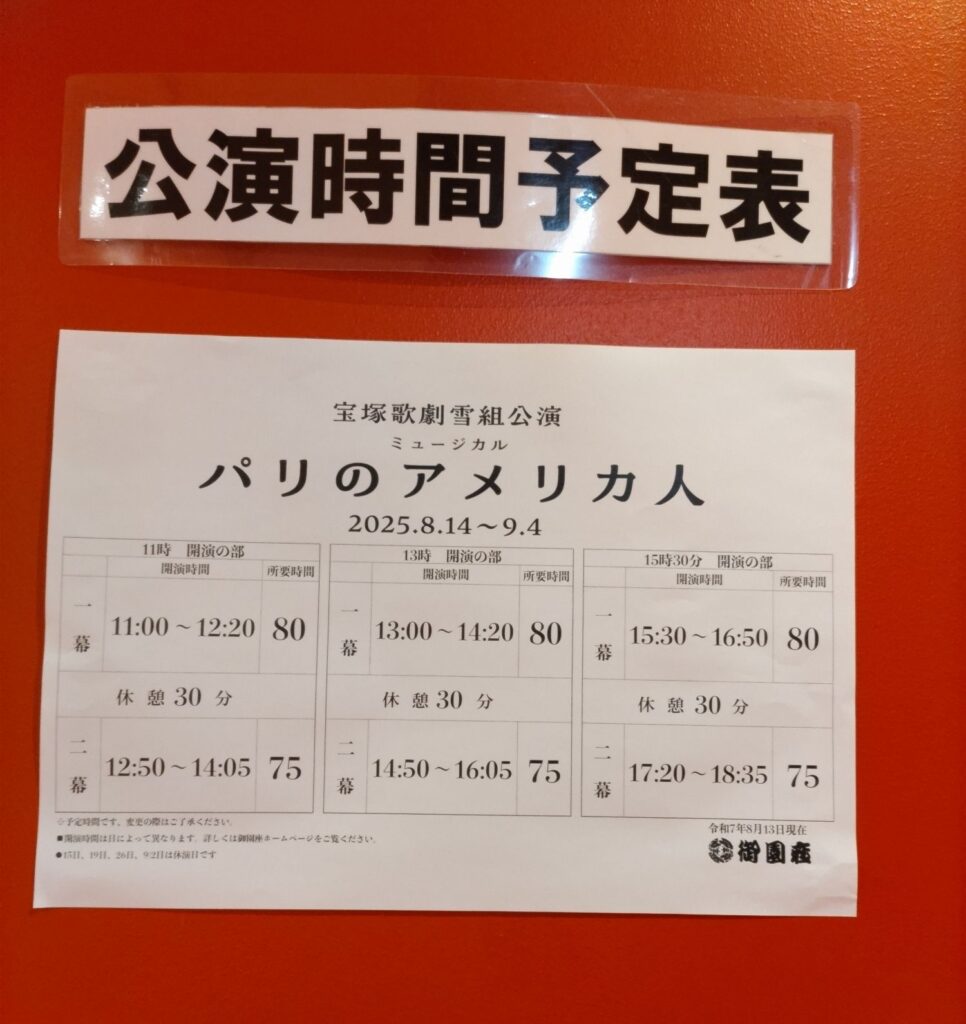 公演時間予定表
宝塚歌劇雪組公演
ミュージカル
パリのアメリカ人
2025.8.14～9.4
11時 開演の部
開演時間 所要時間
一幕 11:00～12:20 80
休憩30分
二幕 12:50～14:05 75
13時 開演の部
開演時間 所要時間
一幕 13:00～14:20 80
休憩30分
二幕 14:50～16:05 75
15時30分 開演の部
開演時間 所要時間
一幕 15:30～16:50 80
休憩30分
二幕 17:20～18:35 75
※予定時間です。変更の際はご了承ください。
■開演時間は日によって異なります。詳しくは御園座ホームページをご覧ください。
●15日、19日、26日、9/2日は休演日です
令和7年8月13日現在
御園座